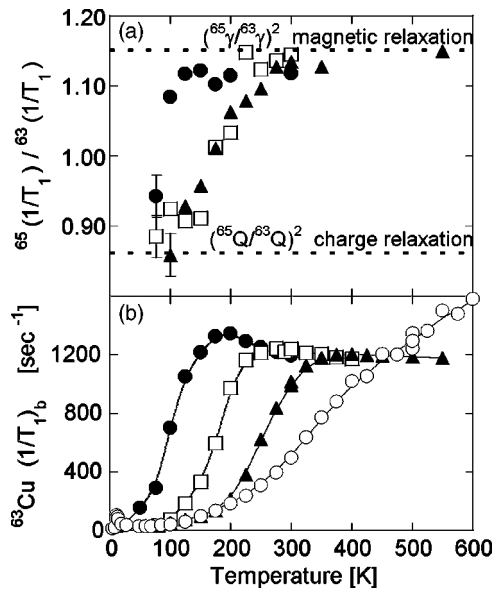 (a)
(⁶⁵γ/⁶³γ)² magnetic relaxation
1.20
1.10
1.00
0.90
⁶⁵(1/T₁) / ⁶³(1/T₁)
(⁶⁵Q/⁶³Q)² charge relaxation
(b)
1200
800
400
0
⁶³Cu (1/T₁)b [sec⁻¹]
0 100 200 300 400 500 600
Temperature [K]